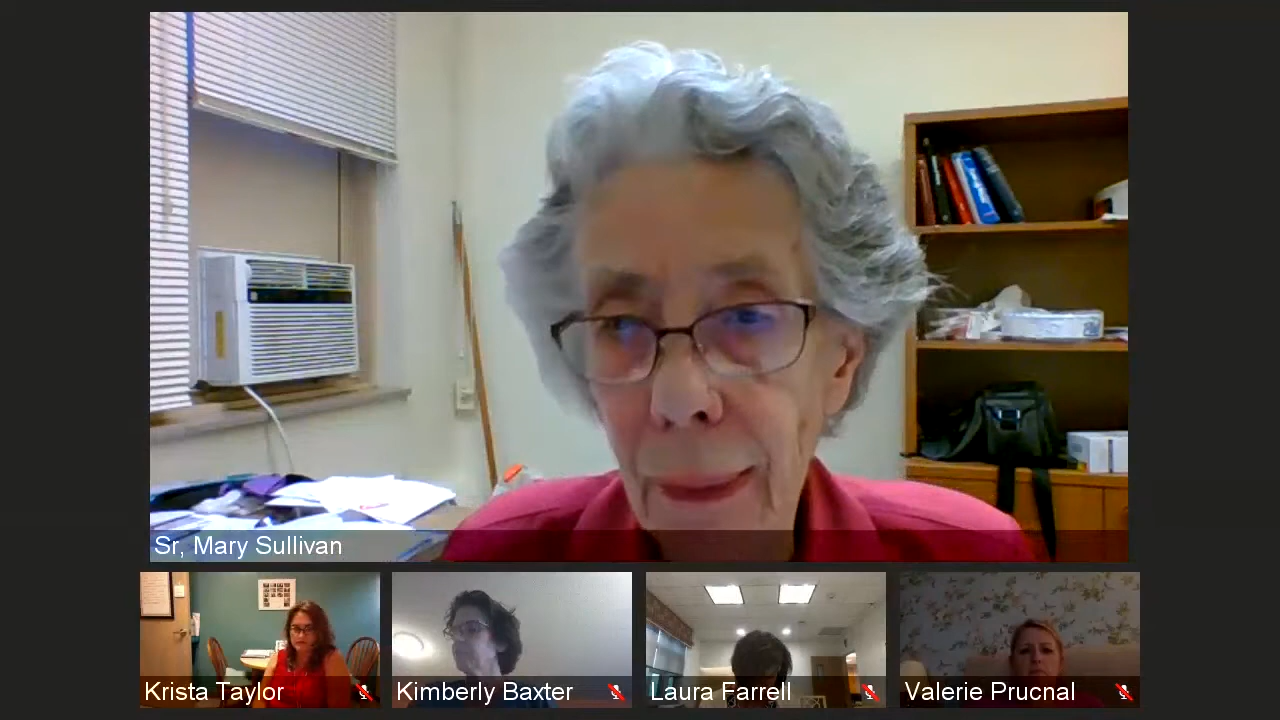 Sr, Mary Sullivan
Krista Taylor
Kimberly Baxter
Laura Farrell
Valerie Prucnal